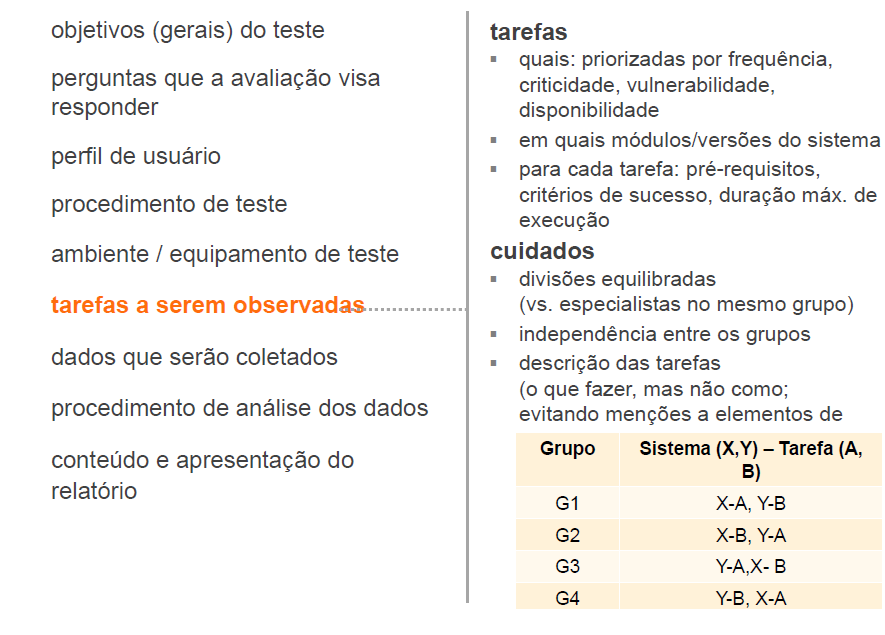 objetivos (gerais) do teste
perguntas que a avaliação visa
responder
perfil de usuário
procedimento de teste
ambiente / equipamento de teste
tarefas a serem observadas
dados que serão coletados
procedimento de análise dos dados
conteúdo e apresentação do
relatório
tarefas
▪ quais: priorizadas por frequência,
criticidade, vulnerabilidade,
disponibilidade
▪ em quais módulos/versões do sistema
▪ para cada tarefa: pré-requisitos,
critérios de sucesso, duração máx. de
execução
cuidados
▪ divisões equilibradas
(vs. especialistas no mesmo grupo)
▪ independência entre os grupos
▪ descrição das tarefas
(o que fazer, mas não como;
evitando menções a elementos de
Grupo Sistema (X,Y) – Tarefa (A,
B)
G1 X-A, Y-B
G2 X-B, Y-A
G3 Y-A,X- B
G4 Y-B, X-A